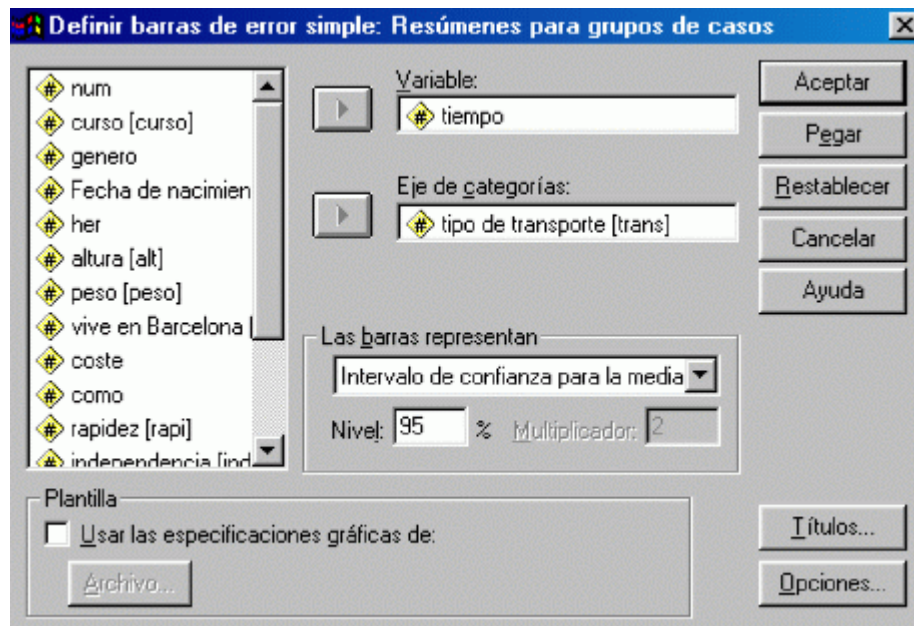 Definir barras de error simple: Resúmenes para grupos de casos
num
curso [curso]
genero
Fecha de nacimien
her
altura [alt]
peso [peso]
vive en Barcelona [
coste
como
rapidez [rapi]
independencia [ind
Variable:
tiempo
Eje de categorías:
tipo de transporte [trans]
Las barras representan
Intervalo de confianza para la media
Nivel: 95 % Multiplicador: 2
Aceptar
Pegar
Restablecer
Cancelar
Ayuda
Plantilla
Usar las especificaciones gráficas de:
Archivo...
Títulos...
Opciones...